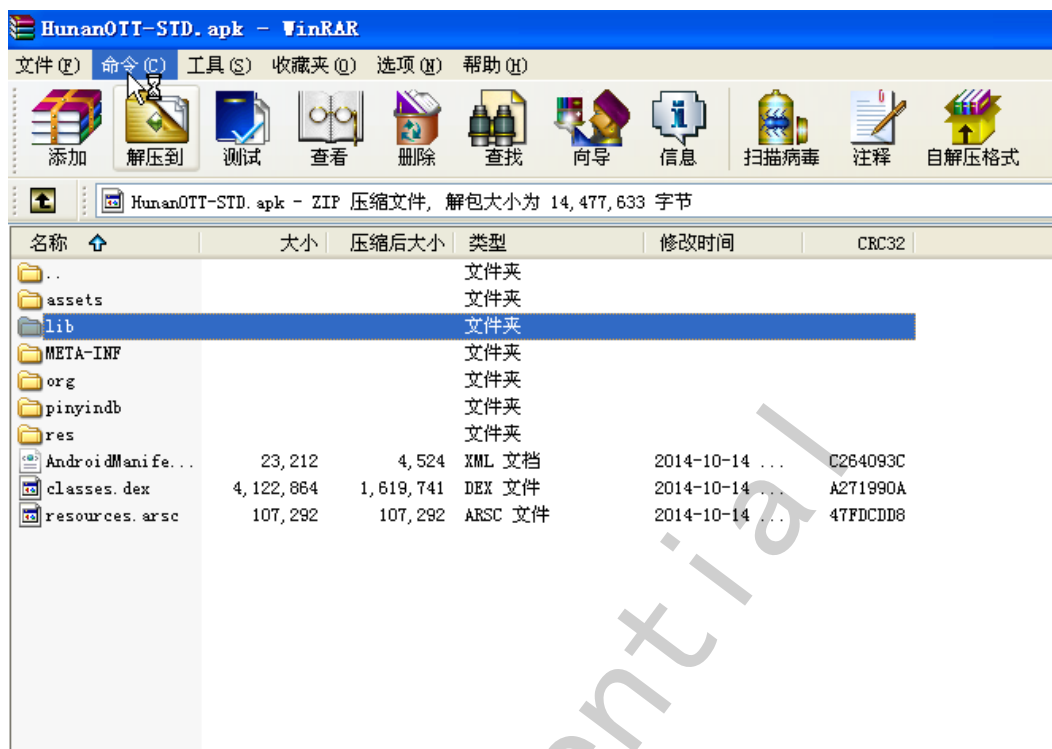 HunanOTT-STD.apk - WinRAR
文件(F) 命令(C) 工具(S) 收藏夹(O) 选项(N) 帮助(H)
添加 解压到 测试 查看 删除 查找 向导 信息 扫描病毒 注释 自解压格式
HunanOTT-STD.apk - ZIP 压缩文件, 解包大小为 14,477,633 字节
名称 大小 压缩后大小 类型 修改时间 CRC32
.. 文件夹
assets 文件夹
lib 文件夹
META-INF 文件夹
org 文件夹
pinyindb 文件夹
res 文件夹
AndroidManife... 23,212 4,524 XML 文档 2014-10-14 ... C264093C
classes.dex 4,122,864 1,619,741 DEX 文件 2014-10-14 ... A271990A
resources.arsc 107,292 107,292 ARSC 文件 2014-10-14 ... 47FDCDD8
ential